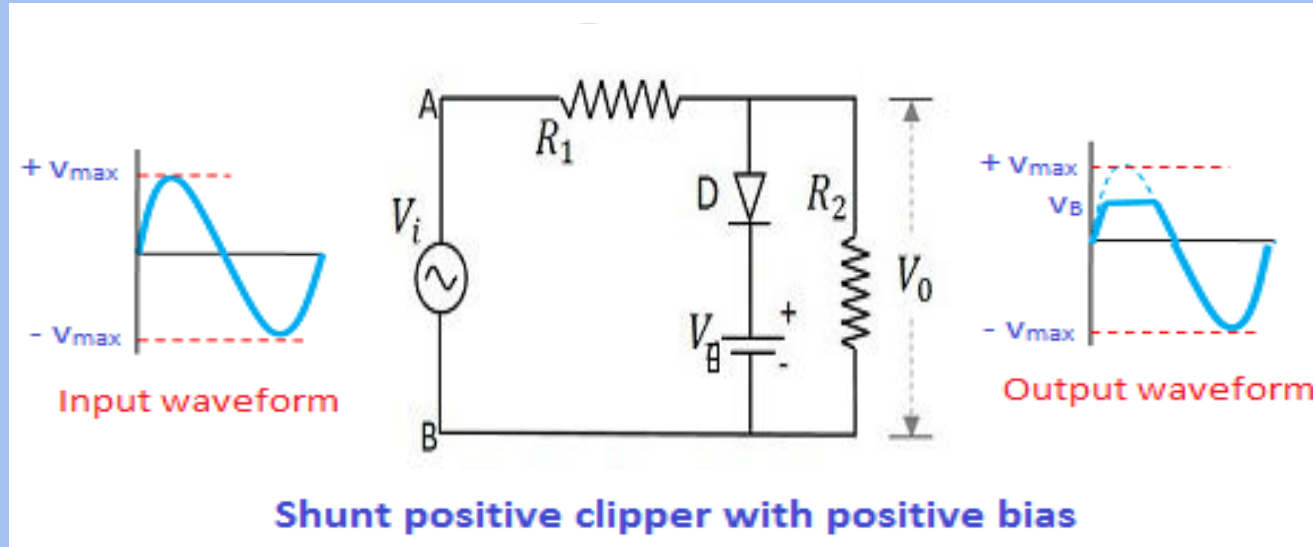 A
R₁
+ Vmax
Vᵢ
D
R₂
V₀
+
V_B
-
- Vmax
Input waveform
B
+ Vmax
VB
- Vmax
Output waveform
Shunt positive clipper with positive bias